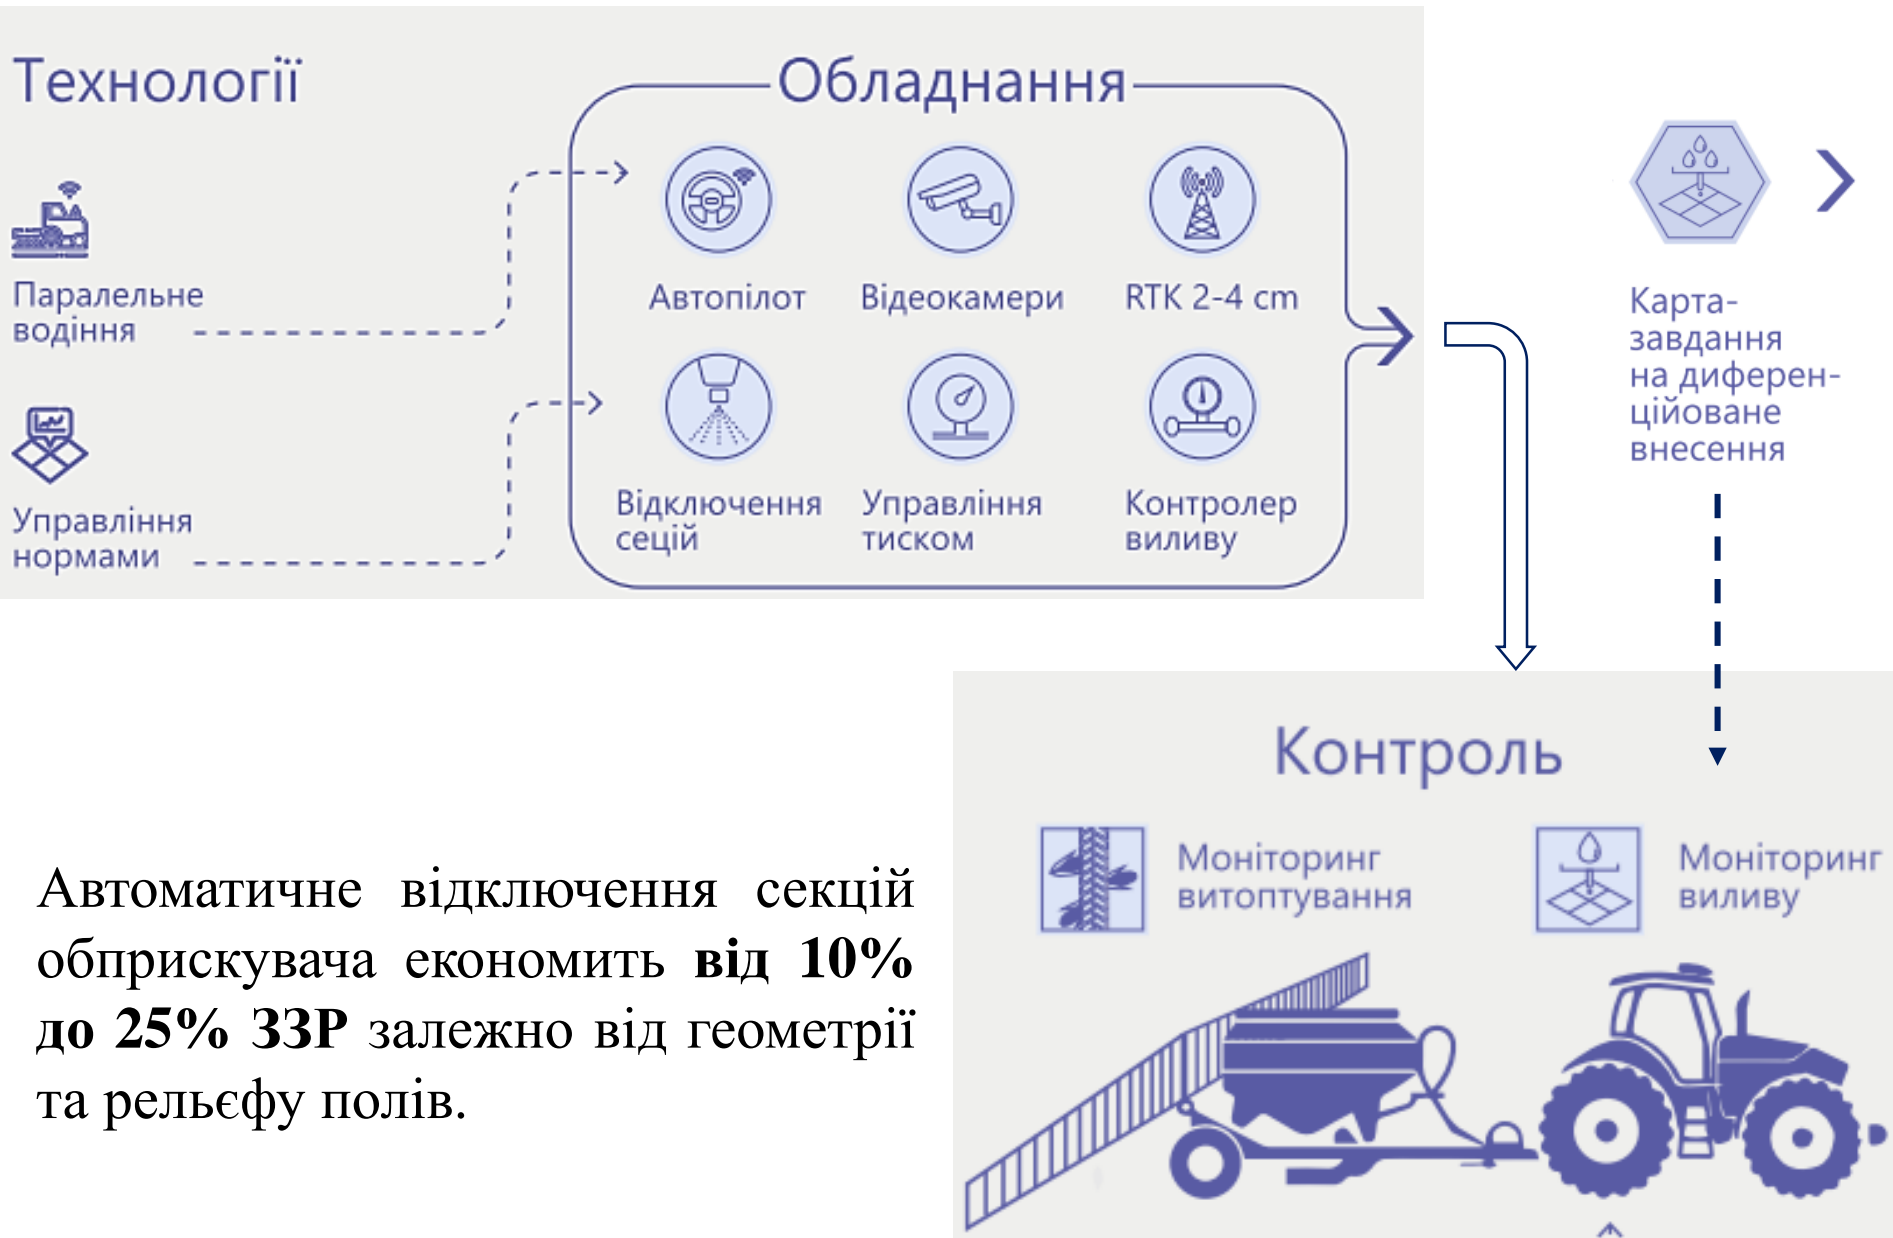 Технології
Паралельне
водіння
Управління
нормами
Обладнання
Автопілот
Відеокамери
RTK 2-4 cm
Відключення
сецій
Управління
тиском
Контролер
виливу
Карта-
завдання
на диферен-
ційоване
внесення
Контроль
Моніторинг
витоптування
Моніторинг
виливу
Автоматичне відключення секцій
обприскувача економить від 10%
до 25% ЗЗР залежно від геометрії
та рельєфу полів.